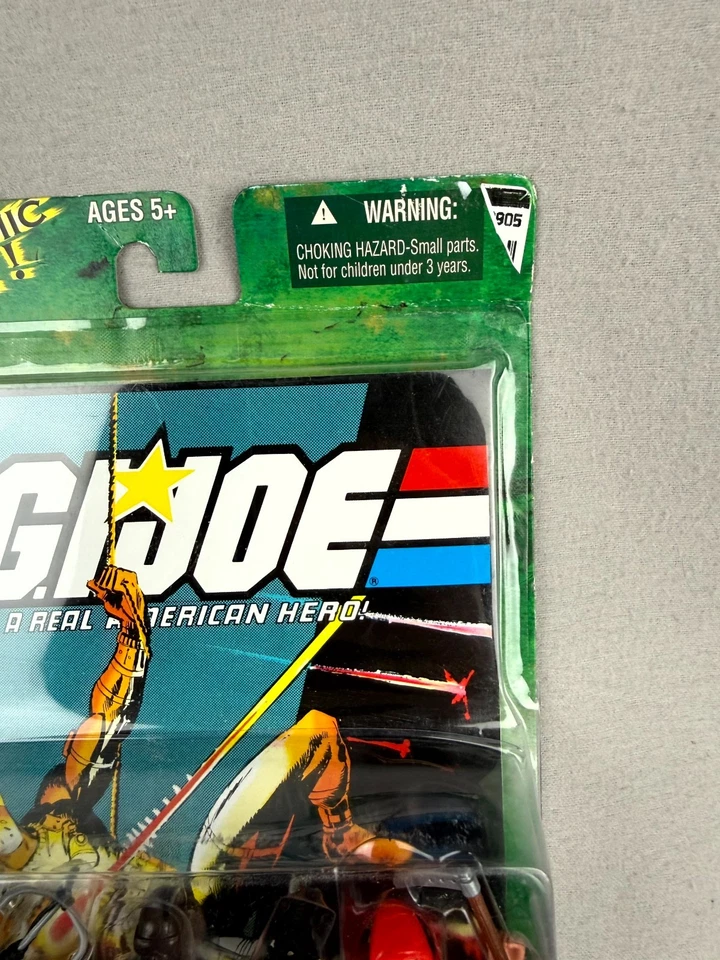 AGES 5+
WARNING:
CHOKING HAZARD-Small parts.
Not for children under 3 years.
905
G.I. JOE
®
A REAL AMERICAN HERO!